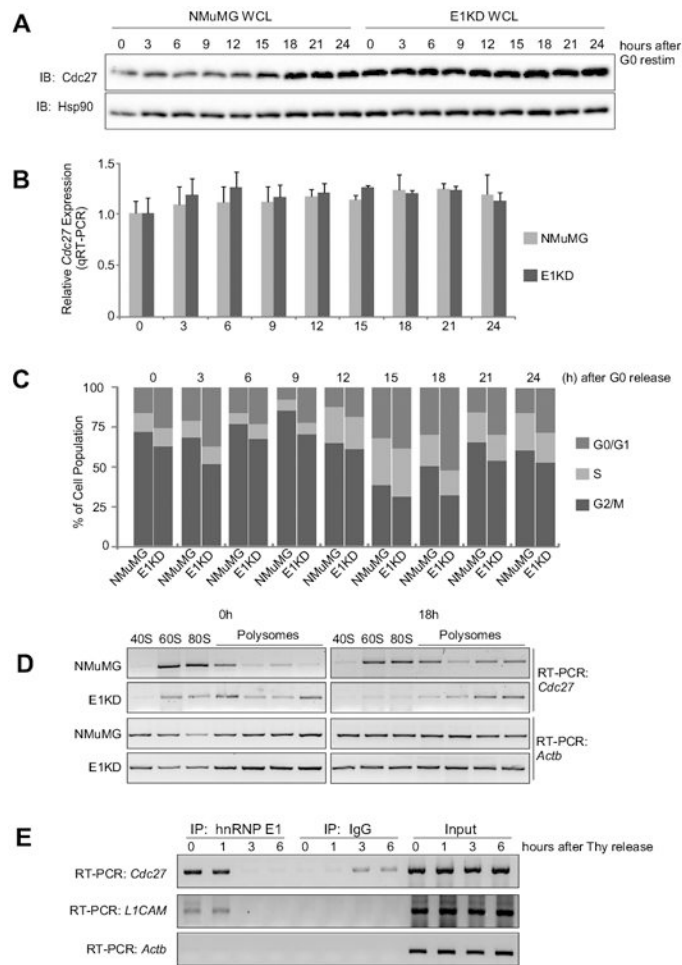 A
NMuMG WCL E1KD WCL
0 3 6 9 12 15 18 21 24 0 3 6 9 12 15 18 21 24 hours after
G0 restim
IB: Cdc27
IB: Hsp90
B
Relative Cdc27 Expression
(qRT-PCR)
1.5
1.0
0.5
0
0 3 6 9 12 15 18 21 24
NMuMG
E1KD
C
0 3 6 9 12 15 18 21 24 (h) after G0 release
% of Cell Population
100
75
50
25
0
G0/G1
S
G2/M
NMuMG E1KD NMuMG E1KD NMuMG E1KD NMuMG E1KD NMuMG E1KD NMuMG E1KD NMuMG E1KD NMuMG E1KD NMuMG E1KD
D
0h 18h
40S 60S 80S Polysomes 40S 60S 80S Polysomes
NMuMG
E1KD
RT-PCR:
Cdc27
NMuMG
E1KD
RT-PCR:
Actb
E
IP: hnRNP E1 IP: IgG Input
0 1 3 6 0 1 3 6 0 1 3 6 hours after Thy release
RT-PCR: Cdc27
RT-PCR: L1CAM
RT-PCR: Actb